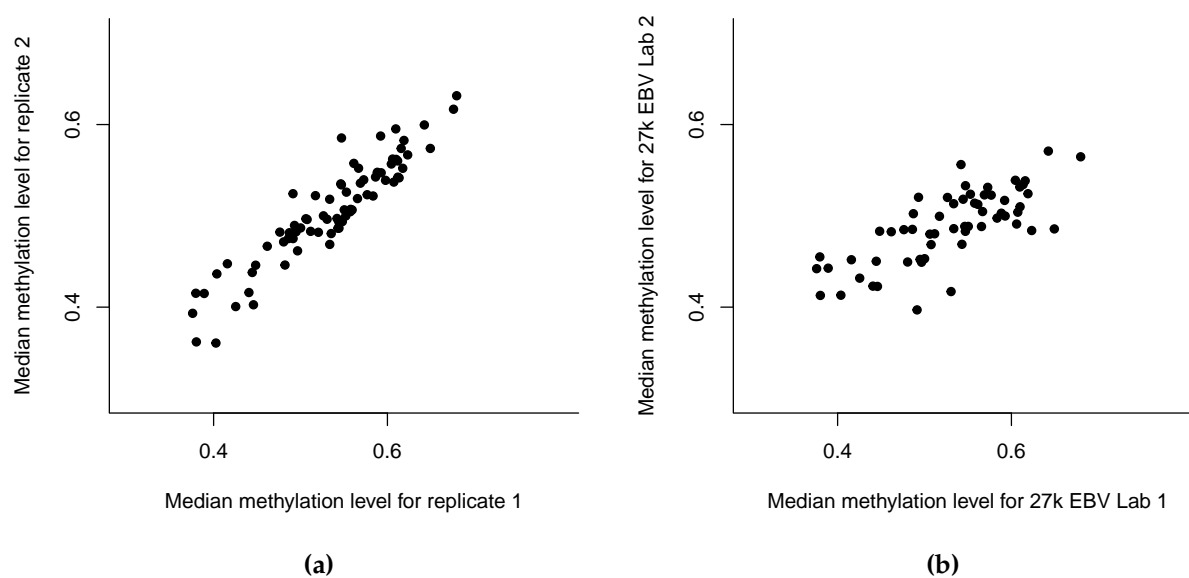 Median methylation level for replicate 2
0.6
0.4
0.4
0.6
Median methylation level for replicate 1
(a)
Median methylation level for 27k EBV Lab 2
0.6
0.4
0.4
0.6
Median methylation level for 27k EBV Lab 1
(b)